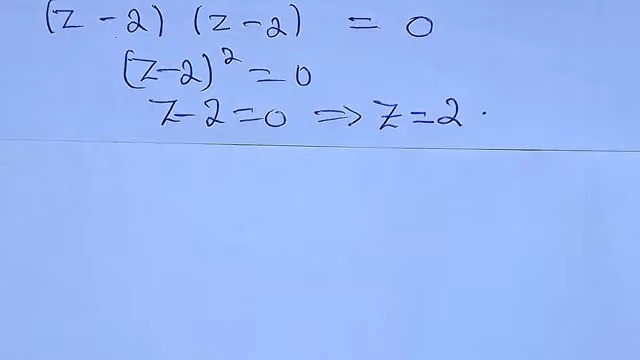 (z - 2) (z - 2) = 0
(z-2)² = 0
z-2=0 => z=2.